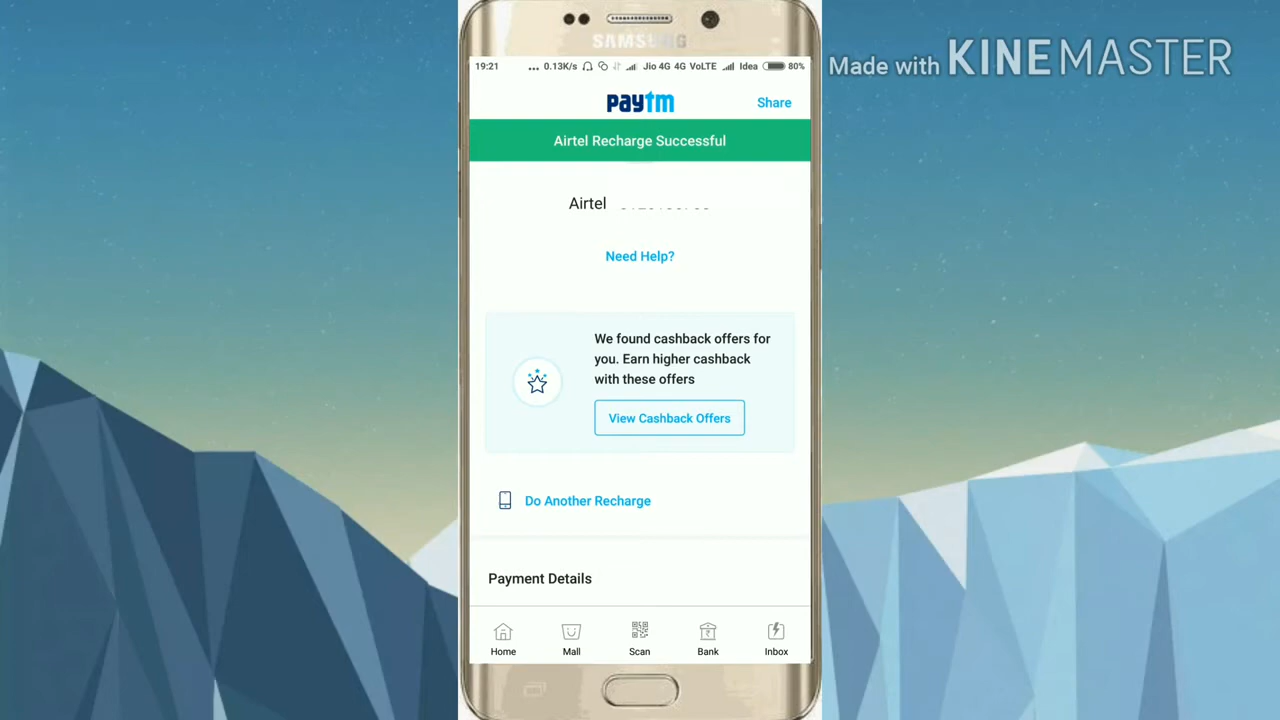 SAMSUNG
Made with KINEMASTER
19:21 ... 0.13K/s Jio 4G 4G VoLTE Idea 80%
paytm Share
Airtel Recharge Successful
Airtel
Need Help?
We found cashback offers for
you. Earn higher cashback
with these offers
View Cashback Offers
Do Another Recharge
Payment Details
Home Mall Scan Bank Inbox